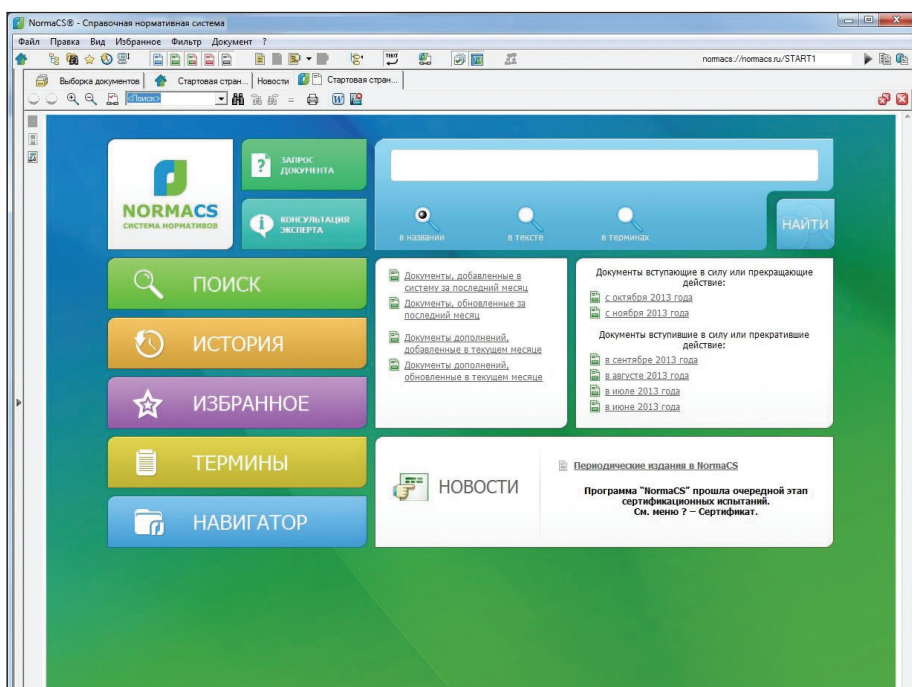 NormaCS® - Справочная нормативная система
Файл Правка Вид Избранное Фильтр Документ ?
normacs://normacs.ru/START1
Выборка документов
Стартовая стран...
Новости
Стартовая стран...
<Поиск>
NORMACS
СИСТЕМА НОРМАТИВОВ
ЗАПРОС
ДОКУМЕНТА
КОНСУЛЬТАЦИЯ
ЭКСПЕРТА
в названии
в тексте
в терминах
НАЙТИ
ПОИСК
ИСТОРИЯ
ИЗБРАННОЕ
ТЕРМИНЫ
НАВИГАТОР
Документы, добавленные в
систему за последний месяц
Документы, обновленные за
последний месяц
Документы дополнений,
добавленные в текущем месяце
Документы дополнений,
обновленные в текущем месяце
Документы вступающие в силу или прекращающие
действие:
с октября 2013 года
с ноября 2013 года
Документы вступившие в силу или прекратившие
действие:
в сентябре 2013 года
в августе 2013 года
в июле 2013 года
в июне 2013 года
НОВОСТИ
Периодические издания в NormaCS
Программа "NormaCS" прошла очередной этап
сертификационных испытаний.
См. меню ? – Сертификат.